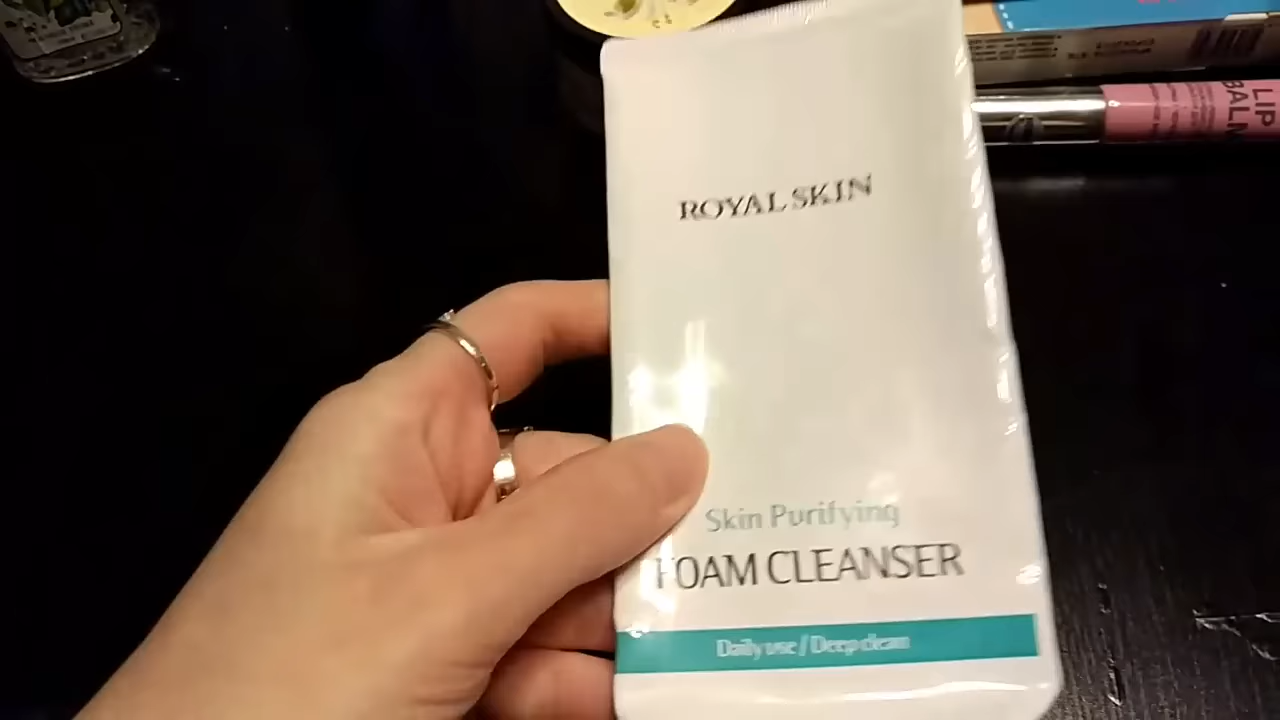 LIP
BALM
ROYAL SKIN
Skin Purifying
FOAM CLEANSER
Daily use / Deep clean